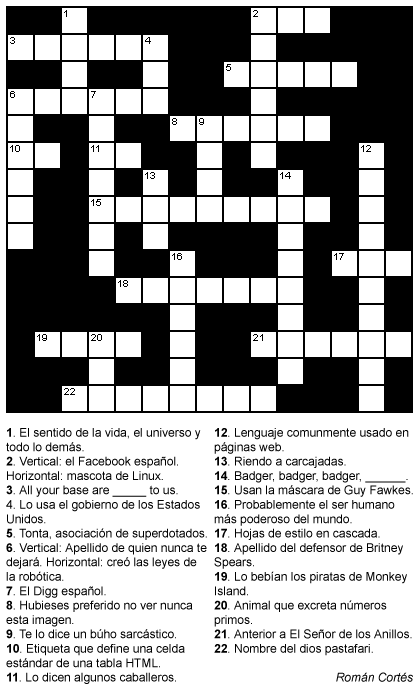 1
2
3
4
5
6
7
8
9
10
11
12
13
14
15
16
17
18
19
20
21
22
1. El sentido de la vida, el universo y
todo lo demás.
2. Vertical: el Facebook español.
Horizontal: mascota de Linux.
3. All your base are _____ to us.
4. Lo usa el gobierno de los Estados
Unidos.
5. Tonta, asociación de superdotados.
6. Vertical: Apellido de quien nunca te
dejará. Horizontal: creó las leyes de
la robótica.
7. El Digg español.
8. Hubieses preferido no ver nunca
esta imagen.
9. Te lo dice un búho sarcástico.
10. Etiqueta que define una celda
estándar de una tabla HTML.
11. Lo dicen algunos caballeros.
12. Lenguaje comunmente usado en
páginas web.
13. Riendo a carcajadas.
14. Badger, badger, badger, ______.
15. Usan la máscara de Guy Fawkes.
16. Probablemente el ser humano
más poderoso del mundo.
17. Hojas de estilo en cascada.
18. Apellido del defensor de Britney
Spears.
19. Lo bebían los piratas de Monkey
Island.
20. Animal que excreta números
primos.
21. Anterior a El Señor de los Anillos.
22. Nombre del dios pastafari.
Román Cortés